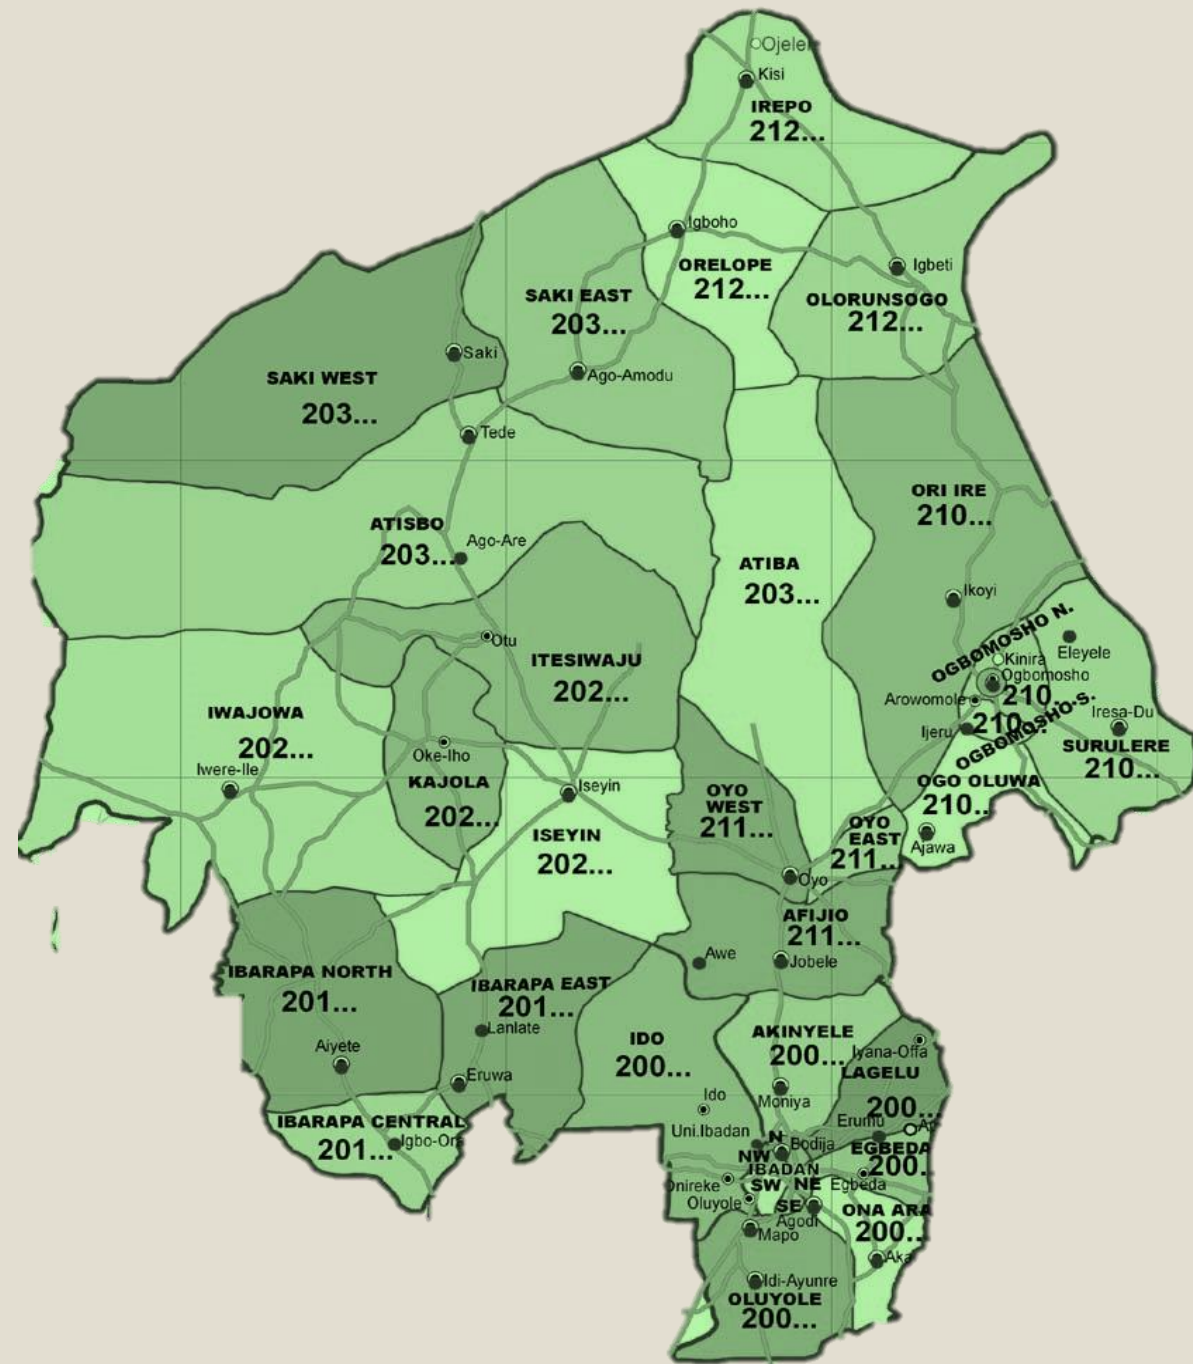 Ojele
Kisi
IREPO
212...
Igboho
ORELOPE
212...
Igbeti
OLORUNSOGO
212...
SAKI EAST
203...
Saki
Ago-Amodu
SAKI WEST
203...
Tede
ORI IRE
210...
ATISBO
203...
Ago-Are
ATIBA
203...
Ikoyi
OGBOMOSHO N.
Kinira
Eleyele
Ogbomosho
210...
Otu
ITESIWAJU
202...
Arowomole
210...
OGBOMOSHO S.
Ijeru
Iresa-Du
SURULERE
210...
IWAJOWA
202...
Iwere-Ile
Oke-Iho
KAJOLA
202...
Iseyin
ISEYIN
202...
OYO
WEST
211...
OGO OLUWA
210...
OYO
EAST
211...
Ajawa
Oyo
AFIJIO
211...
Awe
Jobele
IBARAPA NORTH
201...
Aiyete
IBARAPA EAST
201...
Lanlate
Eruwa
IDO
200...
AKINYELE
200...
Iyana-Offa
LAGELU
200...
Ido
Moniya
IBARAPA CENTRAL
201...
Igbo-Ora
Uni.Ibadan
N
Bodija
Erumu
NW
IBADAN
EGBEDA
200.
Onireke
SW
NE
Egbeda
Oluyole
SE
Agodi
ONA ARA
200...
Mapo
Idi-Ayunre
OLUYOLE
200...